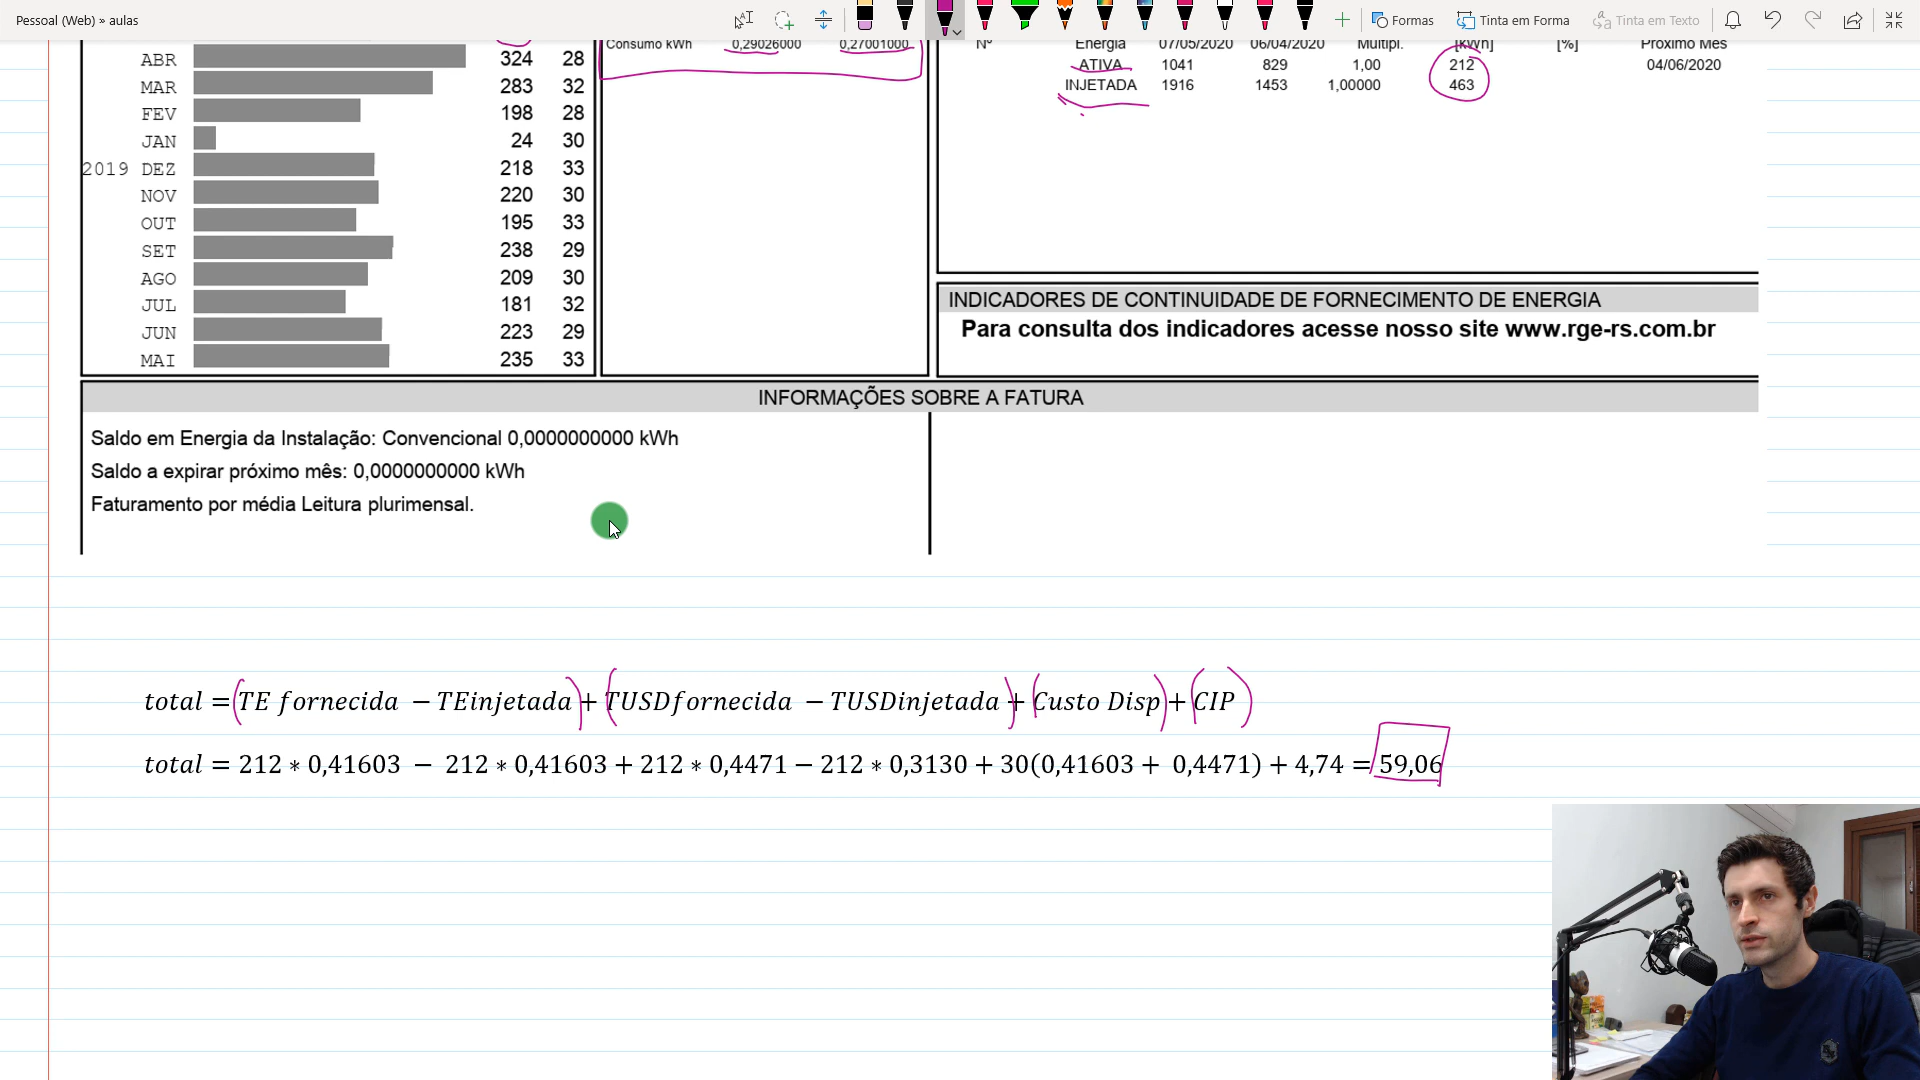 Pessoal (Web) » aulas
Formas
Tinta em Forma
Tinta em Texto
ABR 324 28
MAR 283 32
FEV 198 28
JAN 24 30
2019 DEZ 218 33
NOV 220 30
OUT 195 33
SET 238 29
AGO 209 30
JUL 181 32
JUN 223 29
MAI 235 33
Consumo kWh 0,29026000 0,27001000
Nº Energia 07/05/2020 06/04/2020 Multipl. [kWh] [%] Próximo Mês
ATIVA 1041 829 1,00 212 04/06/2020
INJETADA 1916 1453 1,00000 463
INDICADORES DE CONTINUIDADE DE FORNECIMENTO DE ENERGIA
Para consulta dos indicadores acesse nosso site www.rge-rs.com.br
INFORMAÇÕES SOBRE A FATURA
Saldo em Energia da Instalação: Convencional 0,0000000000 kWh
Saldo a expirar próximo mês: 0,0000000000 kWh
Faturamento por média Leitura plurimensal.
total = (TE fornecida − TEinjetada) + (TUSDfornecida − TUSDinjetada) + (Custo Disp) + (CIP)
total = 212 ∗ 0,41603 − 212 ∗ 0,41603 + 212 ∗ 0,4471 − 212 ∗ 0,3130 + 30(0,41603 + 0,4471) + 4,74 = 59,06